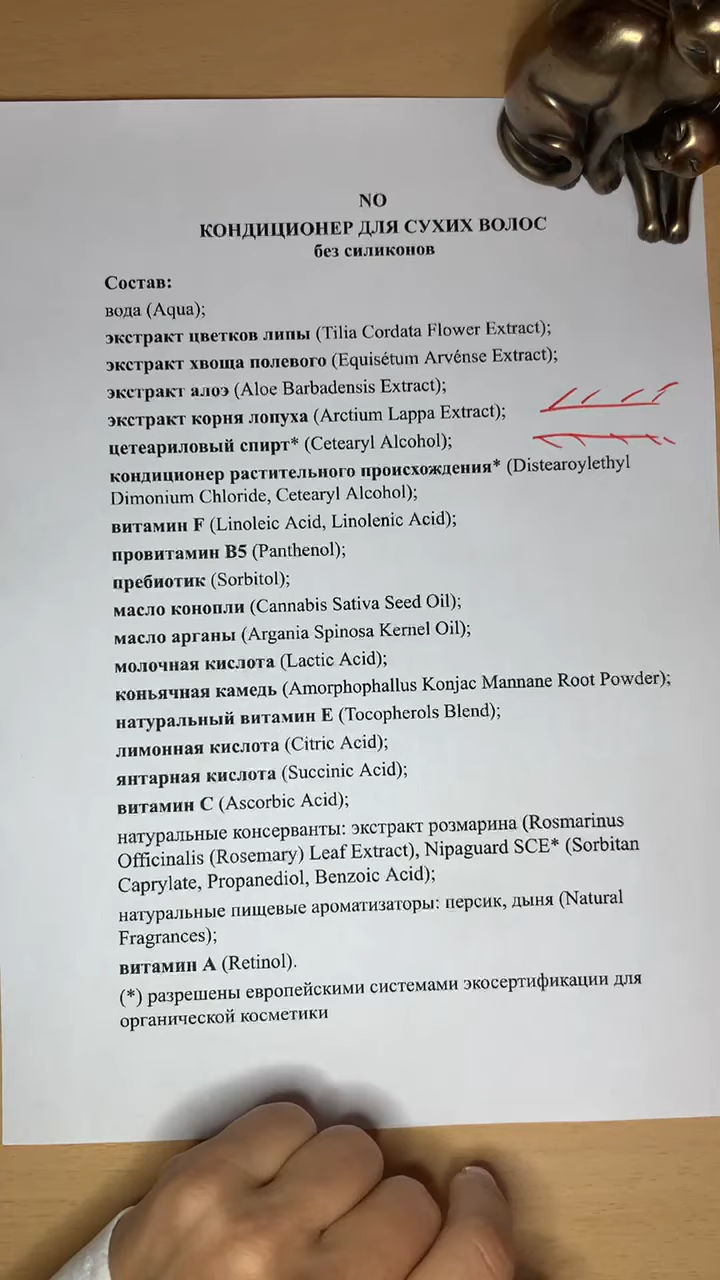 NO
КОНДИЦИОНЕР ДЛЯ СУХИХ ВОЛОС
без силиконов
Состав:
вода (Aqua);
экстракт цветков липы (Tilia Cordata Flower Extract);
экстракт хвоща полевого (Equisétum Arvénse Extract);
экстракт алоэ (Aloe Barbadensis Extract);
экстракт корня лопуха (Arctium Lappa Extract);
цетеариловый спирт* (Cetearyl Alcohol);
кондиционер растительного происхождения* (Distearoylethyl
Dimonium Chloride, Cetearyl Alcohol);
витамин F (Linoleic Acid, Linolenic Acid);
провитамин B5 (Panthenol);
пребиотик (Sorbitol);
масло конопли (Cannabis Sativa Seed Oil);
масло арганы (Argania Spinosa Kernel Oil);
молочная кислота (Lactic Acid);
коньячная камедь (Amorphophallus Konjac Mannane Root Powder);
натуральный витамин Е (Tocopherols Blend);
лимонная кислота (Citric Acid);
янтарная кислота (Succinic Acid);
витамин С (Ascorbic Acid);
натуральные консерванты: экстракт розмарина (Rosmarinus
Officinalis (Rosemary) Leaf Extract), Nipaguard SCE* (Sorbitan
Caprylate, Propanediol, Benzoic Acid);
натуральные пищевые ароматизаторы: персик, дыня (Natural
Fragrances);
витамин А (Retinol).
(*) разрешены европейскими системами экосертификации для
органической косметики